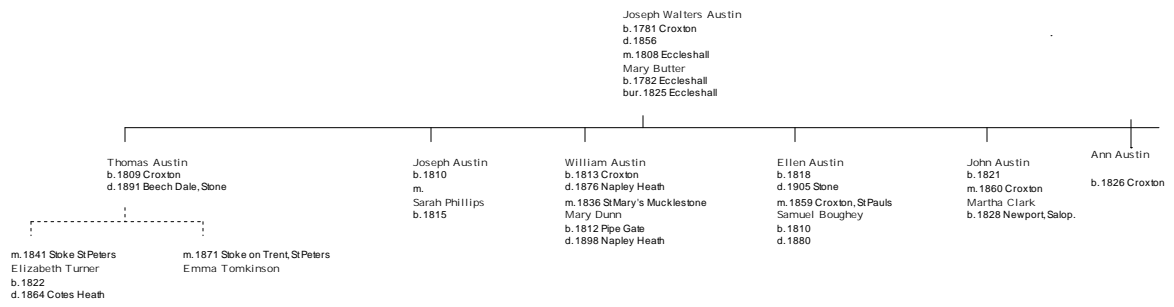 Joseph Walters Austin
b.1781 Croxton
d.1856
m.1808 Eccleshall
Mary Butter
b.1782 Eccleshall
bur.1825 Eccleshall
Thomas Austin
b.1809 Croxton
d.1891 Beech Dale, Stone
m.1841 Stoke St Peters
Elizabeth Turner
b.1822
d.1864 Cotes Heath
m.1871 Stoke on Trent, St Peters
Emma Tomkinson
Joseph Austin
b.1810
m.
Sarah Phillips
b.1815
William Austin
b.1813 Croxton
d.1876 Napley Heath
m.1836 St Mary's Mucklestone
Mary Dunn
b.1812 Pipe Gate
d.1898 Napley Heath
Ellen Austin
b.1818
d.1905 Stone
m.1859 Croxton, St Pauls
Samuel Boughey
b.1810
d.1880
John Austin
b.1821
m.1860 Croxton
Martha Clark
b.1828 Newport, Salop.
Ann Austin
b.1826 Croxton